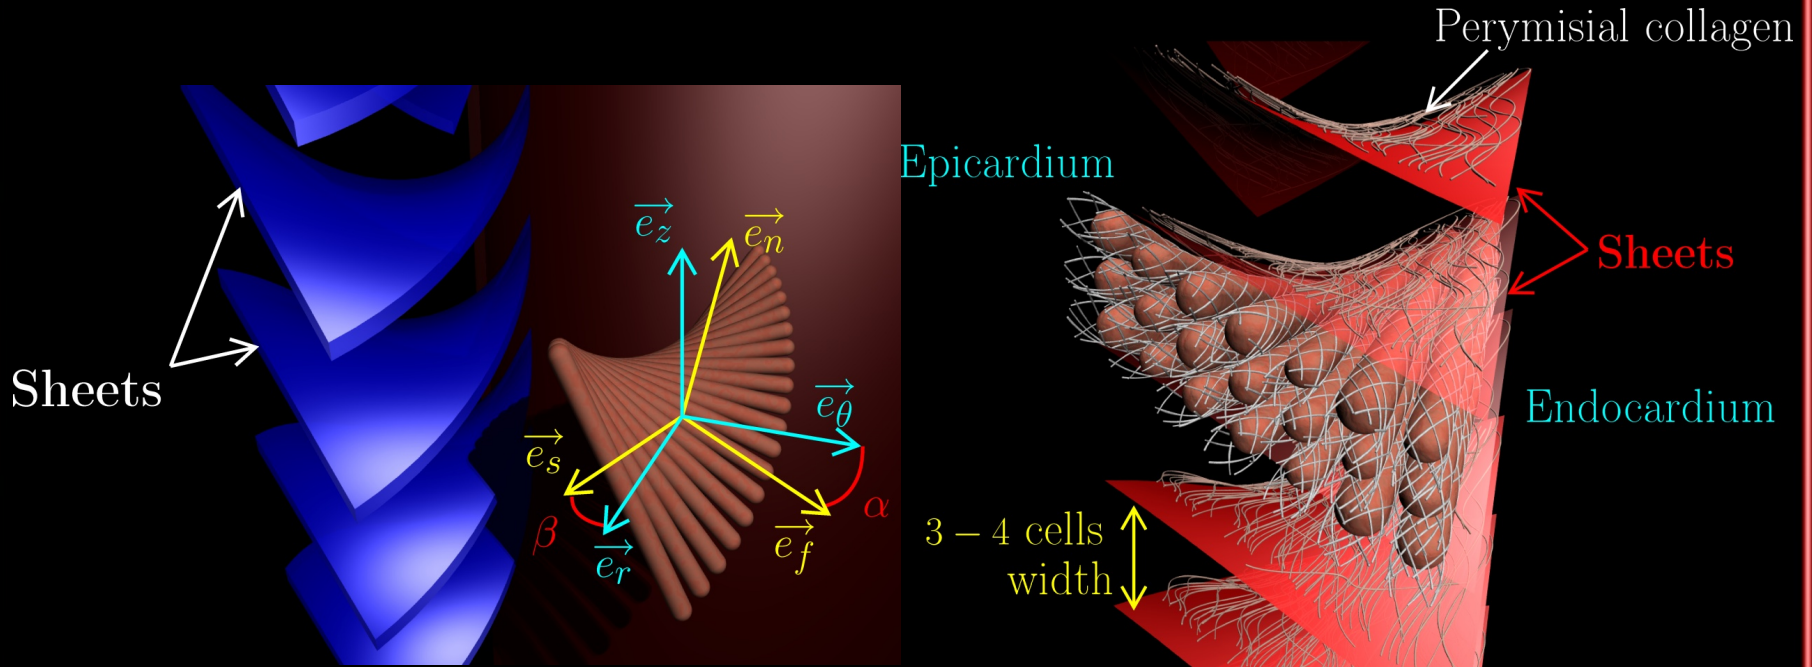 Sheets
e_z
e_n
e_θ
e_s
e_f
e_r
β
α
Perymisial collagen
Epicardium
Sheets
Endocardium
3 – 4 cells
width